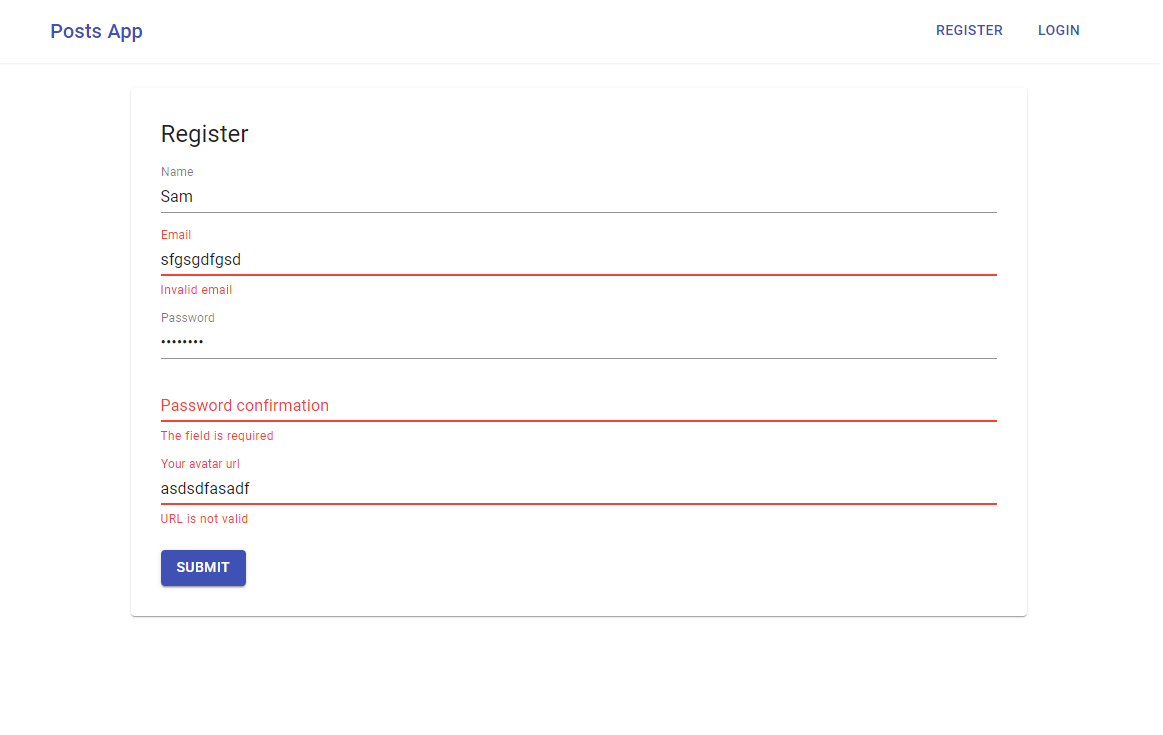 Posts App REGISTER LOGIN
Register
Name
Sam
Email
sfgsgdfgsd
Invalid email
Password
••••••••
Password confirmation
The field is required
Your avatar url
asdsdfasadf
URL is not valid
SUBMIT